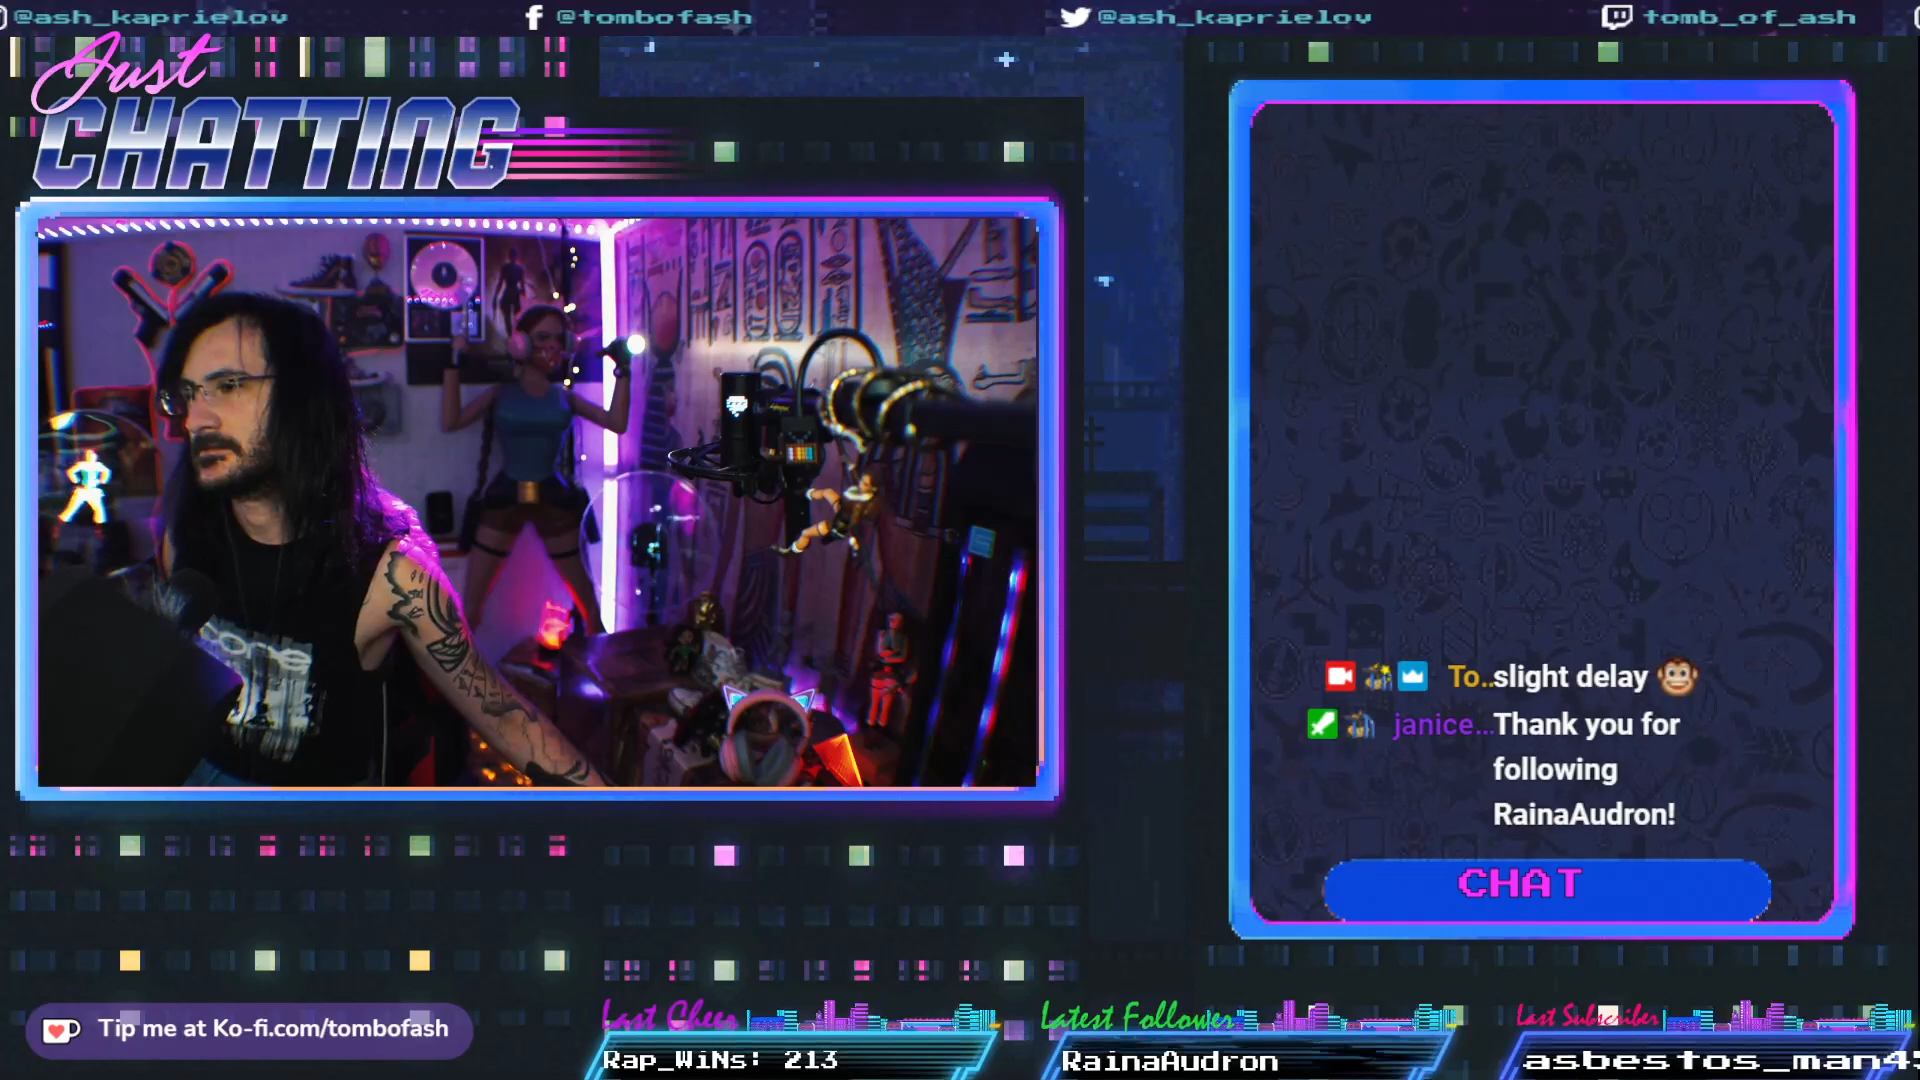 @ash_kaprielov
@tombofash
@ash_kaprielov
tomb_of_ash
Just
CHATTING
To..slight delay
janice...Thank you for
following
RainaAudron!
CHAT
Tip me at Ko-fi.com/tombofash
Last Cheer
Rap_WiNs: 213
Latest Follower
RainaAudron
Last Subscriber
asbestos_man4